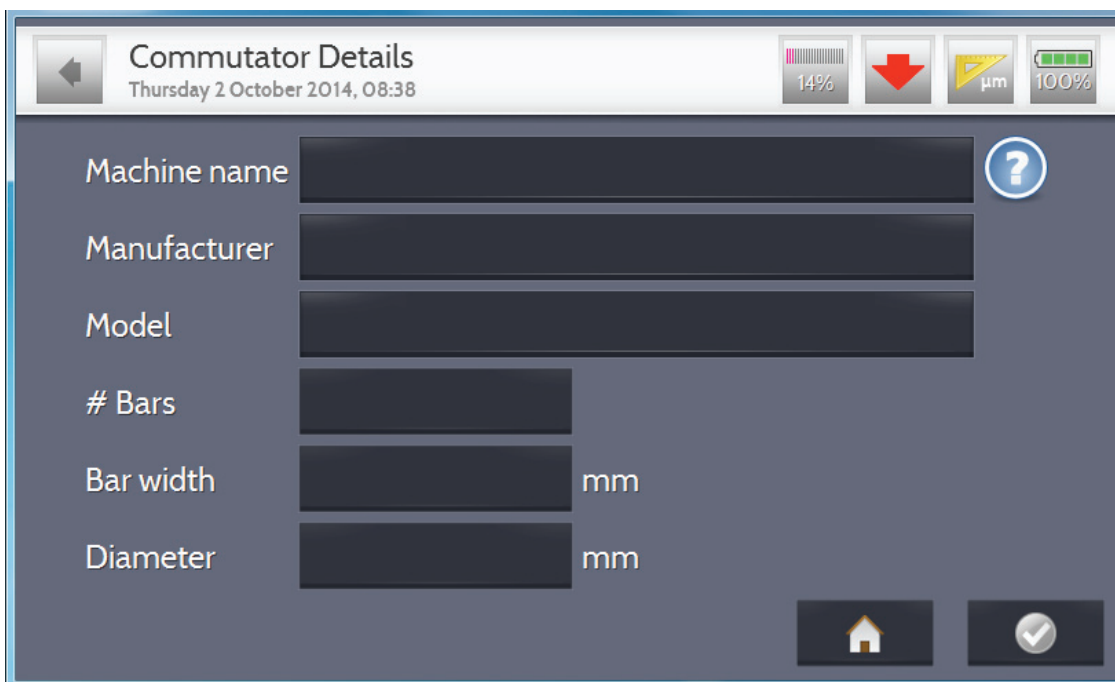 Commutator Details
Thursday 2 October 2014, 08:38
14%
µm
100%
Machine name
?
Manufacturer
Model
# Bars
Bar width mm
Diameter mm